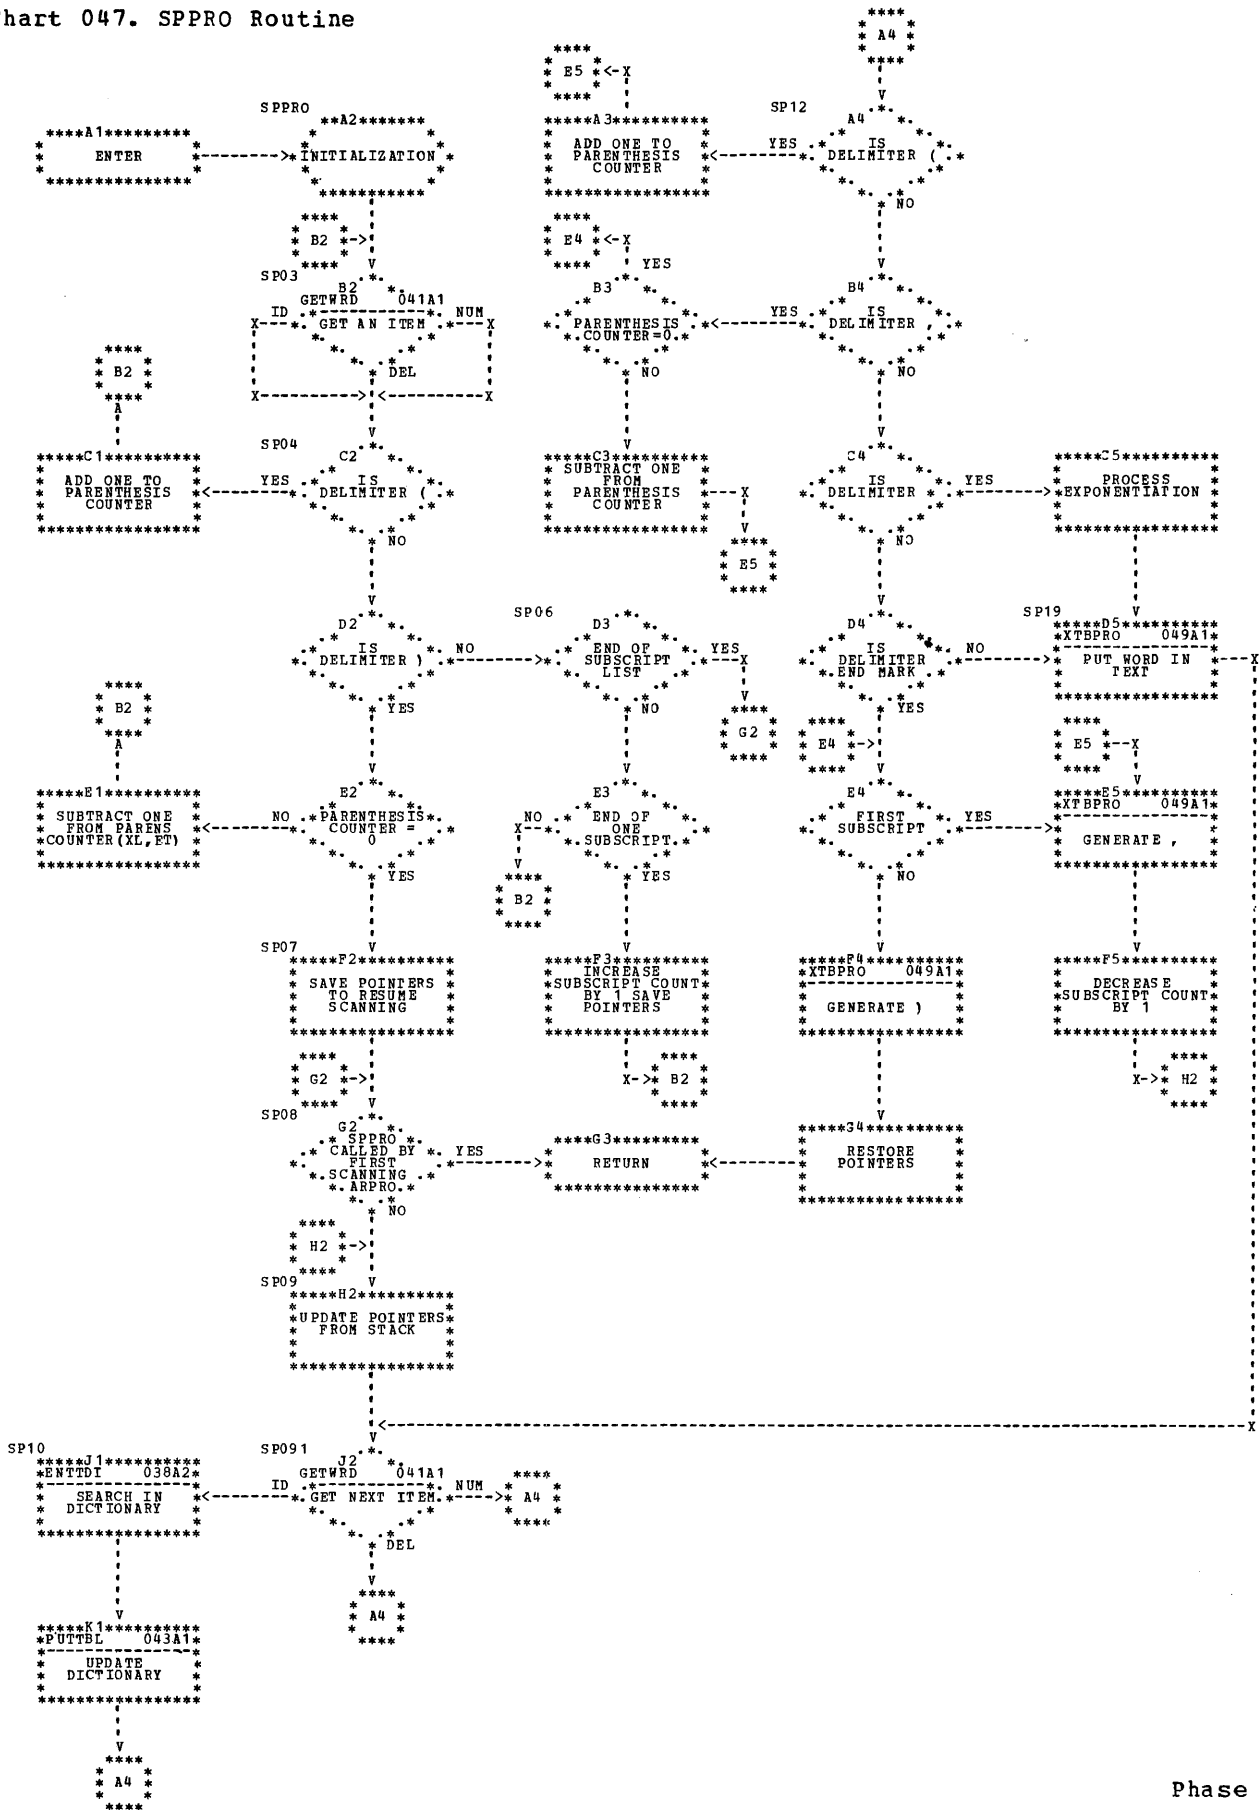 hart 047. SPPRO Routine
A4
E5
SPPRO
SP12
A1
ENTER
A2
INITIALIZATION
A3
ADD ONE TO
PARENTHESIS
COUNTER
YES
A4
IS
DELIMITER (
NO
B2
E4
YES
SP03
B2
GETWRD 041A1
ID
GET AN ITEM
NUM
DEL
B3
PARENTHESIS
COUNTER=0
NO
YES
B4
IS
DELIMITER ,
NO
B2
SP04
C1
ADD ONE TO
PARENTHESIS
COUNTER
YES
C2
IS
DELIMITER (
NO
C3
SUBTRACT ONE
FROM
PARENTHESIS
COUNTER
E5
C4
IS
DELIMITER *
YES
NO
C5
PROCESS
EXPONENTIATION
SP06
SP19
D2
IS
DELIMITER )
NO
YES
D3
END OF
SUBSCRIPT
LIST
YES
NO
G2
D4
IS
DELIMITER
END MARK
NO
YES
D5
XTBPRO 049A1
PUT WORD IN
TEXT
B2
E4
E5
E1
SUBTRACT ONE
FROM PARENS
COUNTER(XL,ET)
NO
E2
PARENTHESIS
COUNTER =
0
YES
E3
END OF
ONE
SUBSCRIPT
NO
YES
B2
E4
FIRST
SUBSCRIPT
YES
NO
E5
XTBPRO 049A1
GENERATE ,
SP07
F2
SAVE POINTERS
TO RESUME
SCANNING
F3
INCREASE
SUBSCRIPT COUNT
BY 1 SAVE
POINTERS
F4
XTBPRO 049A1
GENERATE )
F5
DECREASE
SUBSCRIPT COUNT
BY 1
G2
B2
H2
SP08
G2
SPPRO
CALLED BY
FIRST
SCANNING
ARPRO
YES
NO
G3
RETURN
G4
RESTORE
POINTERS
H2
SP09
H2
UPDATE POINTERS
FROM STACK
SP10
SP091
J1
ENTTDI 038A2
SEARCH IN
DICTIONARY
ID
J2
GETWRD 041A1
GET NEXT ITEM
NUM
A4
DEL
A4
K1
PUTTBL 043A1
UPDATE
DICTIONARY
A4
Phase